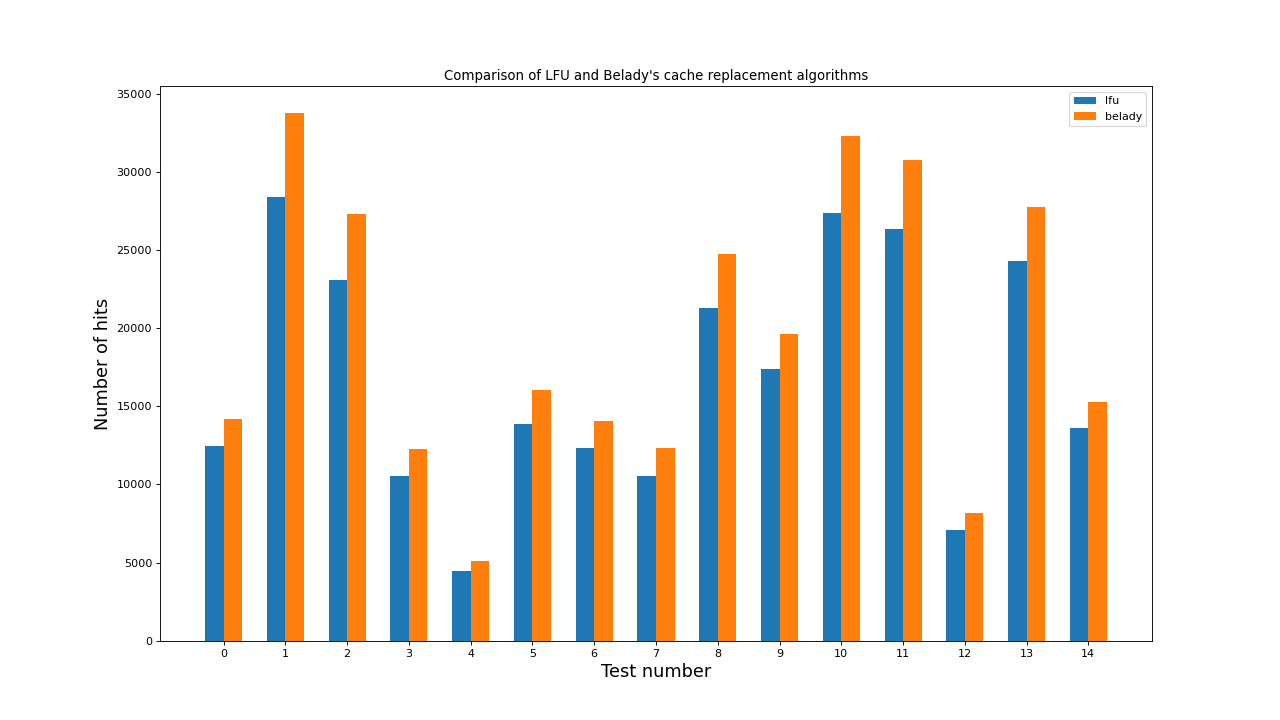 Comparison of LFU and Belady's cache replacement algorithms
35000
30000
25000
20000
15000
10000
5000
0
Number of hits
lfu
belady
0 1 2 3 4 5 6 7 8 9 10 11 12 13 14
Test number